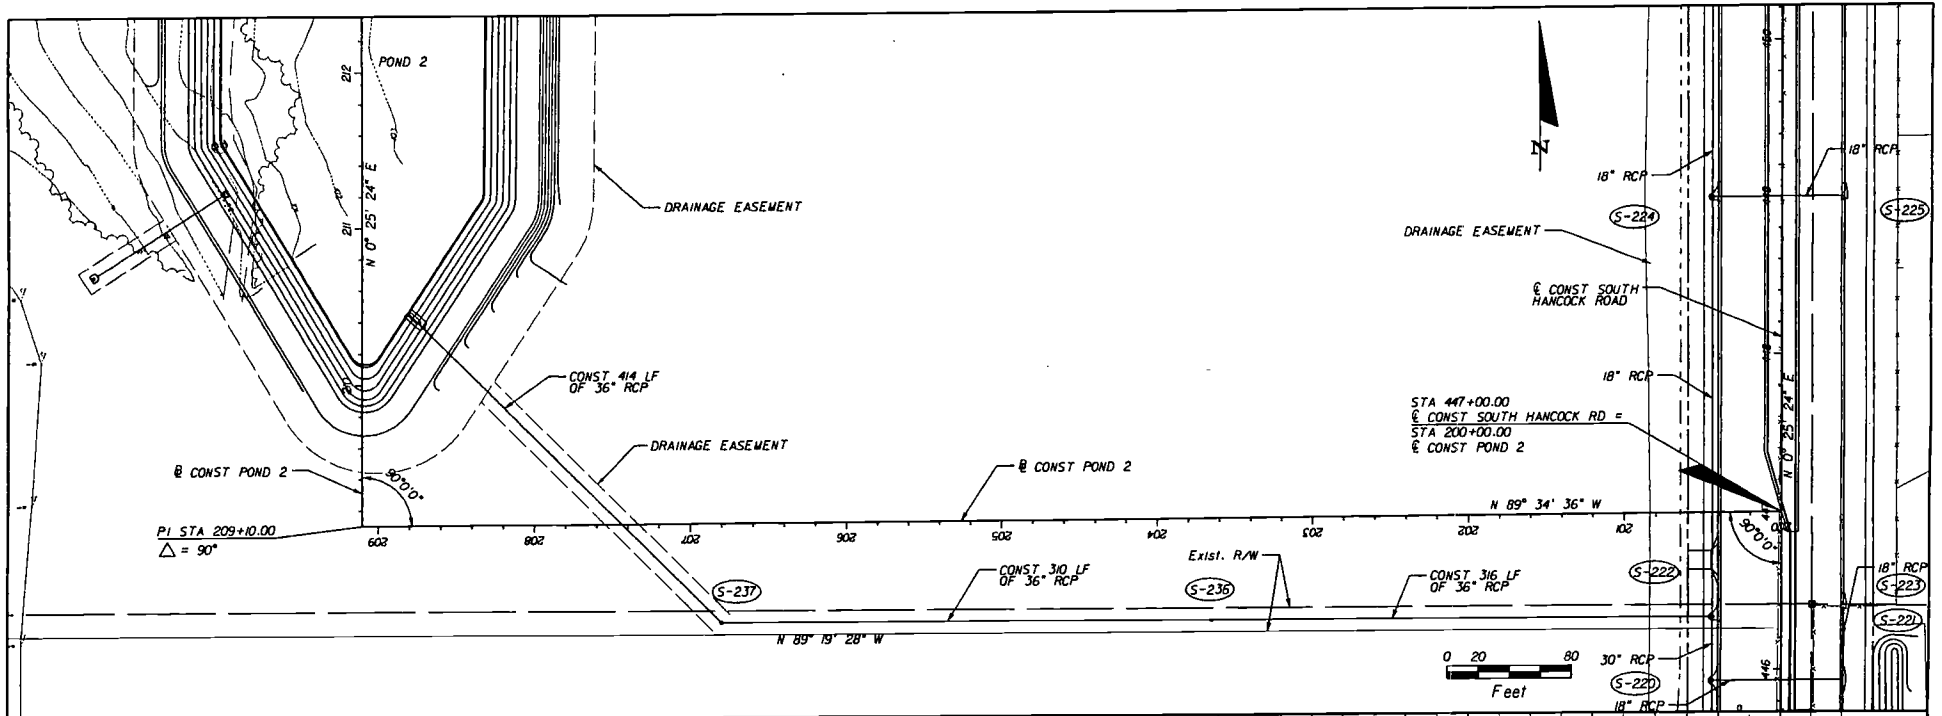 POND 2
212
211
N 0° 25' 24" E
DRAINAGE EASEMENT
CONST 414 LF
OF 36" RCP
DRAINAGE EASEMENT
℄ CONST POND 2
90°0'0"
PI STA 209+10.00
△ = 90°
209
208
207
206
205
204
203
202
201
B CONST POND 2
N 89° 34' 36" W
S-237
CONST 310 LF
OF 36" RCP
S-236
Exist. R/W
CONST 316 LF
OF 36" RCP
N 89° 19' 28" W
N
0 20 80
Feet
18" RCP
S-224
DRAINAGE EASEMENT
℄ CONST SOUTH
HANCOCK ROAD
18" RCP
STA 447+00.00
℄ CONST SOUTH HANCOCK RD =
STA 200+00.00
℄ CONST POND 2
450
18" RCP
S-225
448
N 0° 25' 24" E
90°0'0"
S-222
18" RCP
S-223
S-221
30" RCP
446
S-220
18" RCP